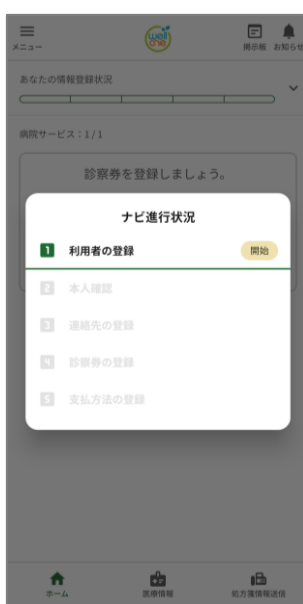 メニュー
well
one
掲示板
お知らせ
あなたの情報登録状況
病院サービス：1 / 1
診察券を登録しましょう。
ナビ進行状況
1 利用者の登録 開始
2 本人確認
3 連絡先の登録
4 診察券の登録
5 支払方法の登録
ホーム
医療情報
処方箋情報送信